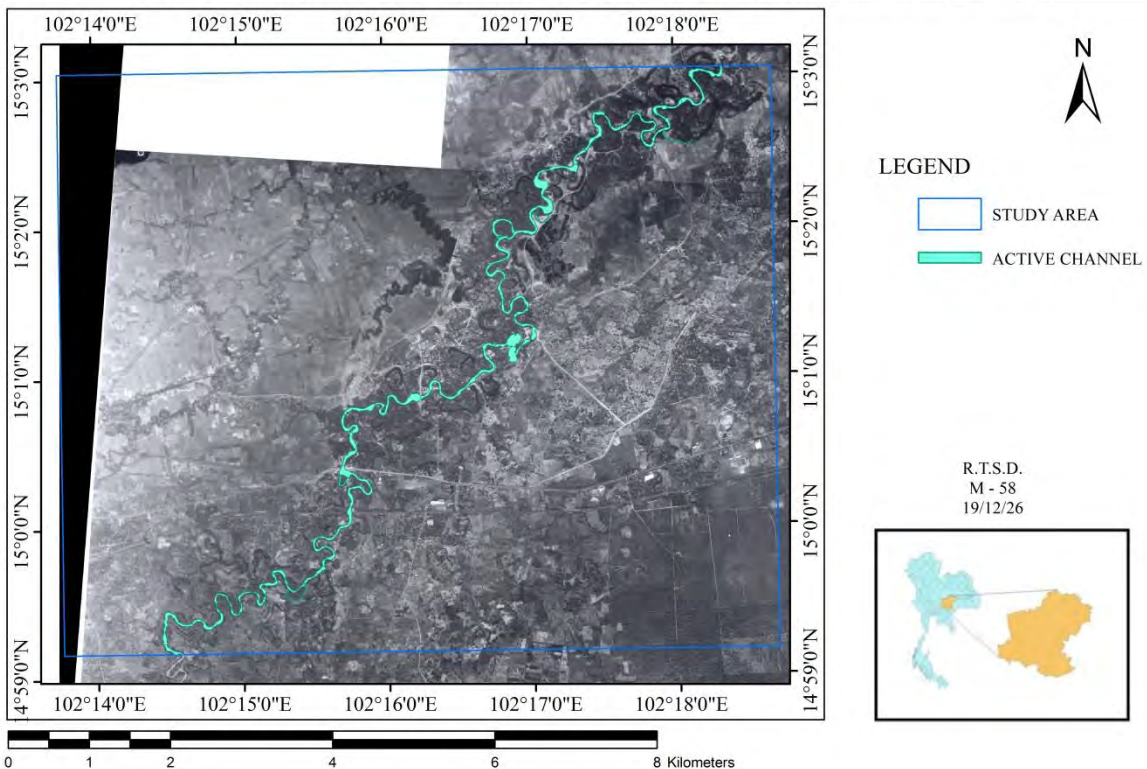 102°14'0"E 102°15'0"E 102°16'0"E 102°17'0"E 102°18'0"E
15°3'0"N
15°2'0"N
15°1'0"N
15°0'0"N
14°59'0"N
15°3'0"N
15°2'0"N
15°1'0"N
15°0'0"N
14°59'0"N
102°14'0"E 102°15'0"E 102°16'0"E 102°17'0"E 102°18'0"E
0 1 2 4 6 8 Kilometers
N
LEGEND
STUDY AREA
ACTIVE CHANNEL
R.T.S.D.
M - 58
19/12/26